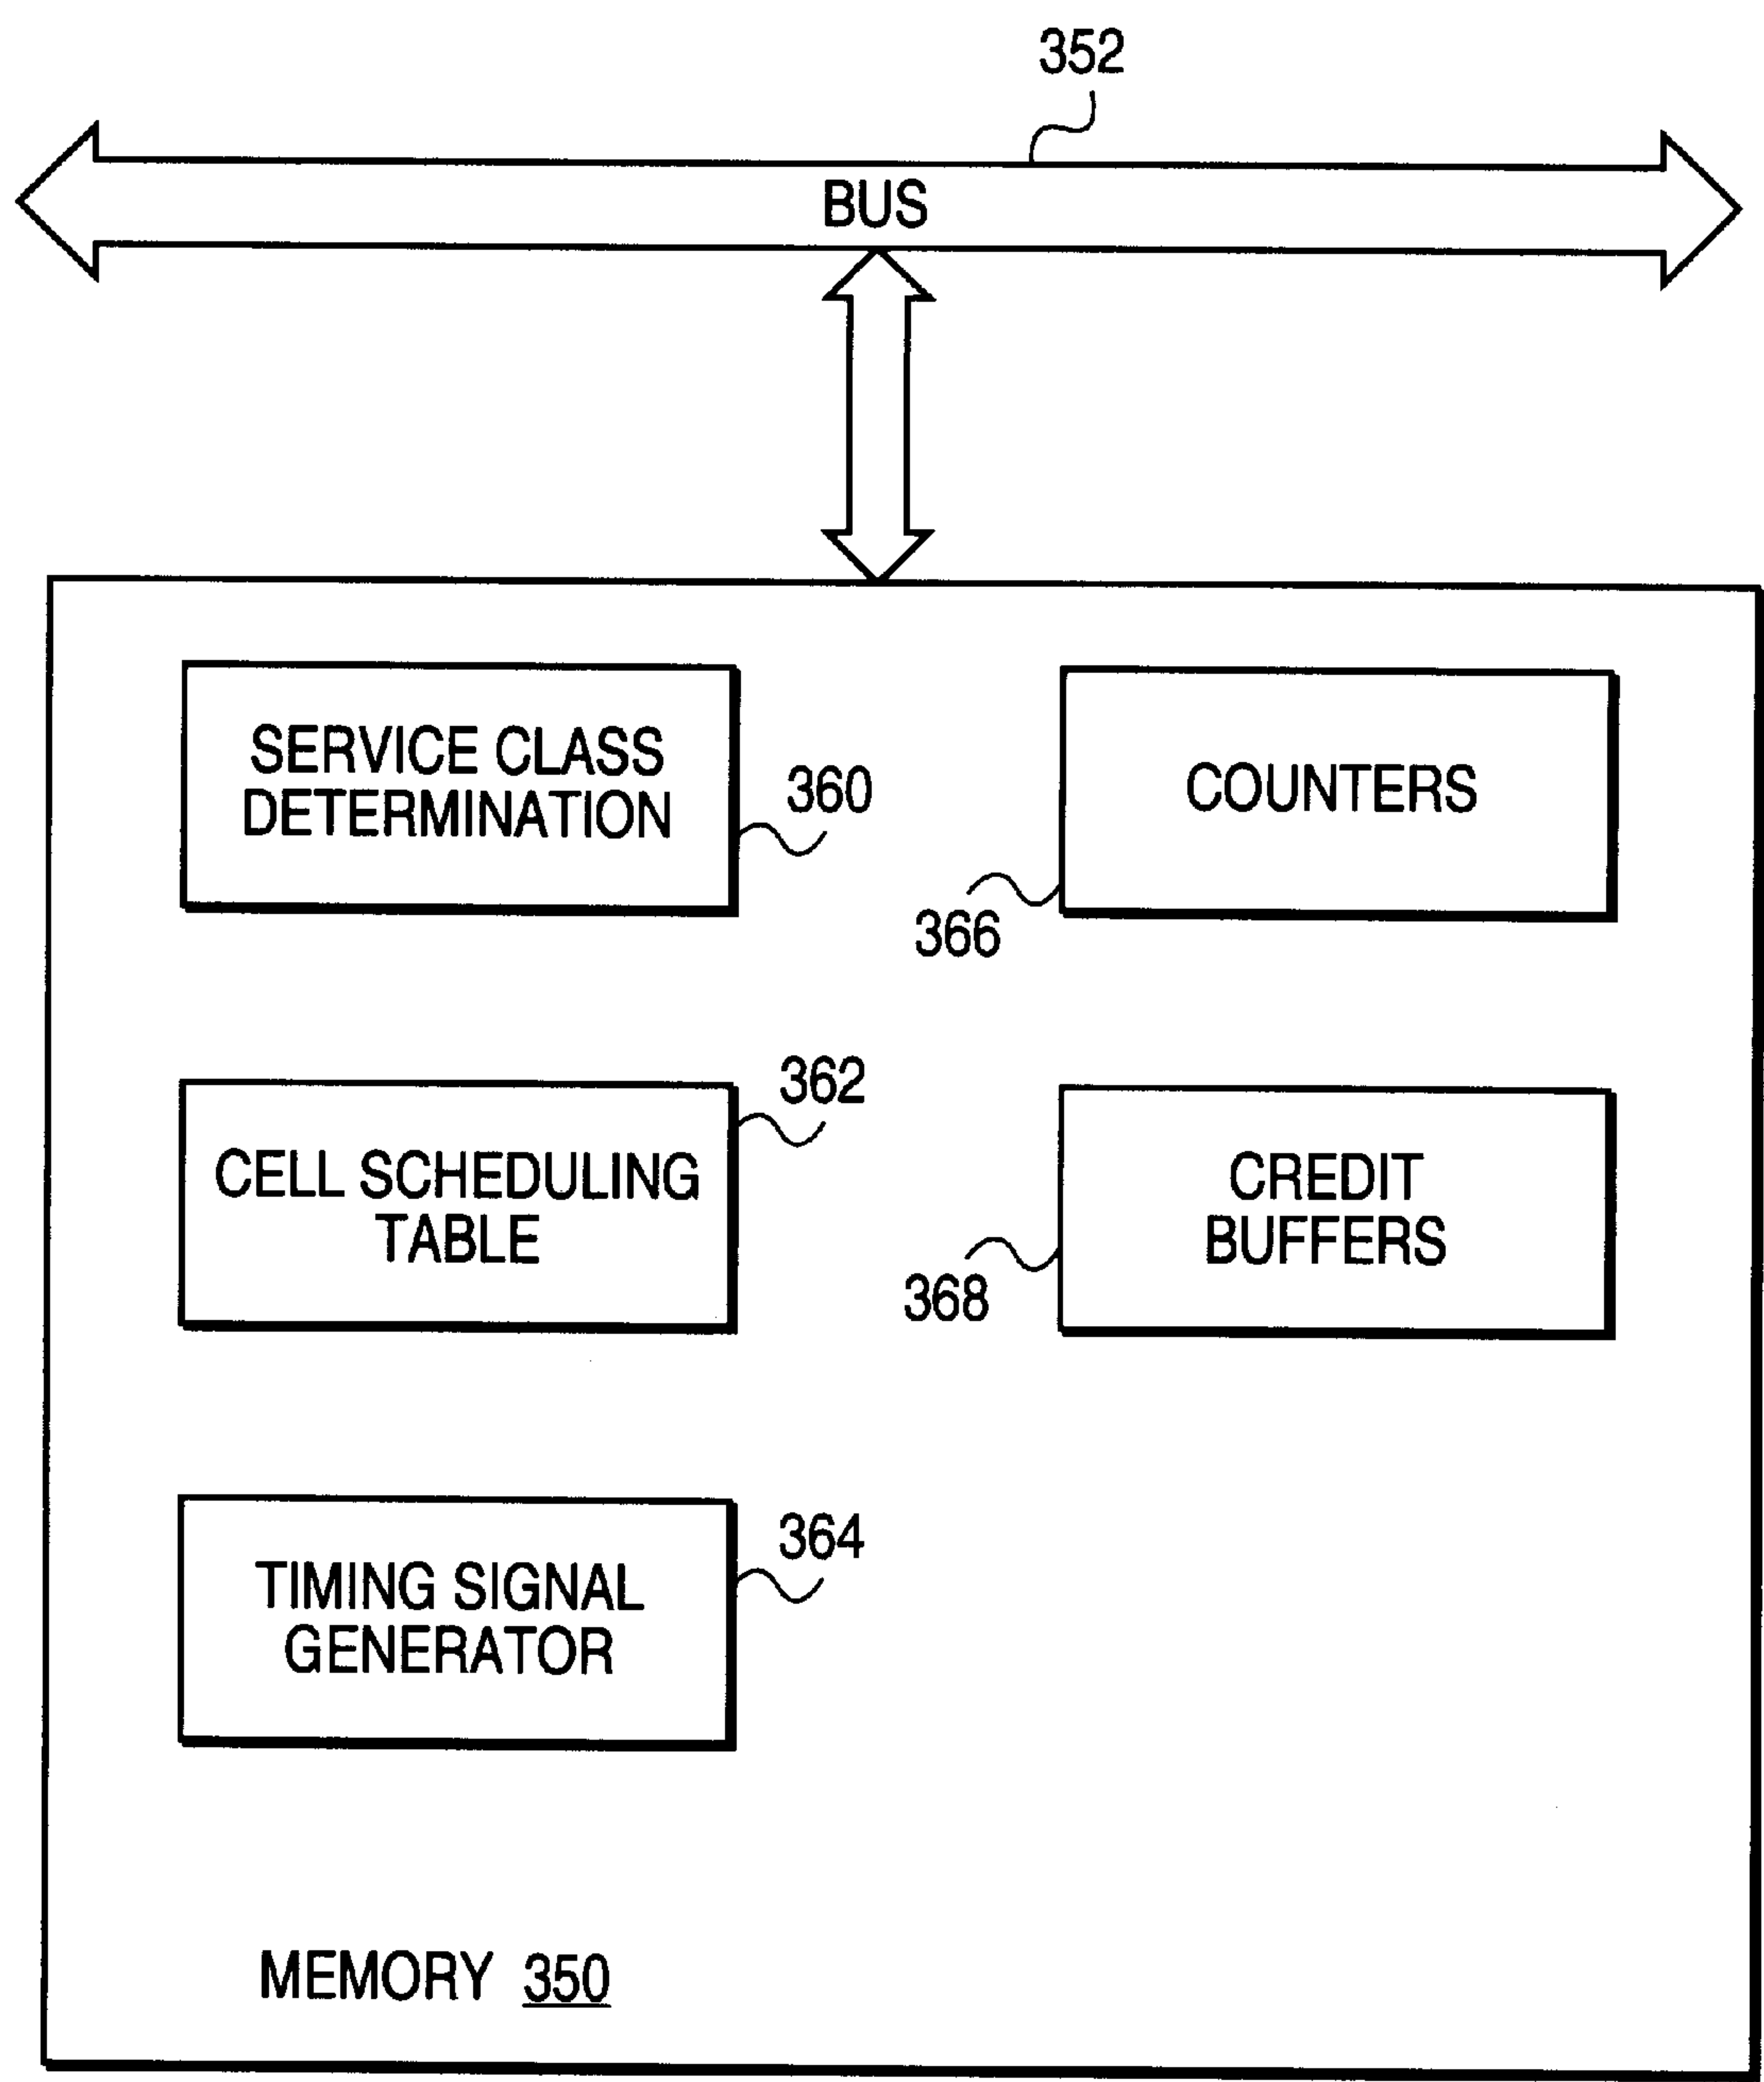 352
BUS
SERVICE CLASS
DETERMINATION
360
COUNTERS
366
362
CELL SCHEDULING
TABLE
CREDIT
BUFFERS
368
364
TIMING SIGNAL
GENERATOR
MEMORY 350